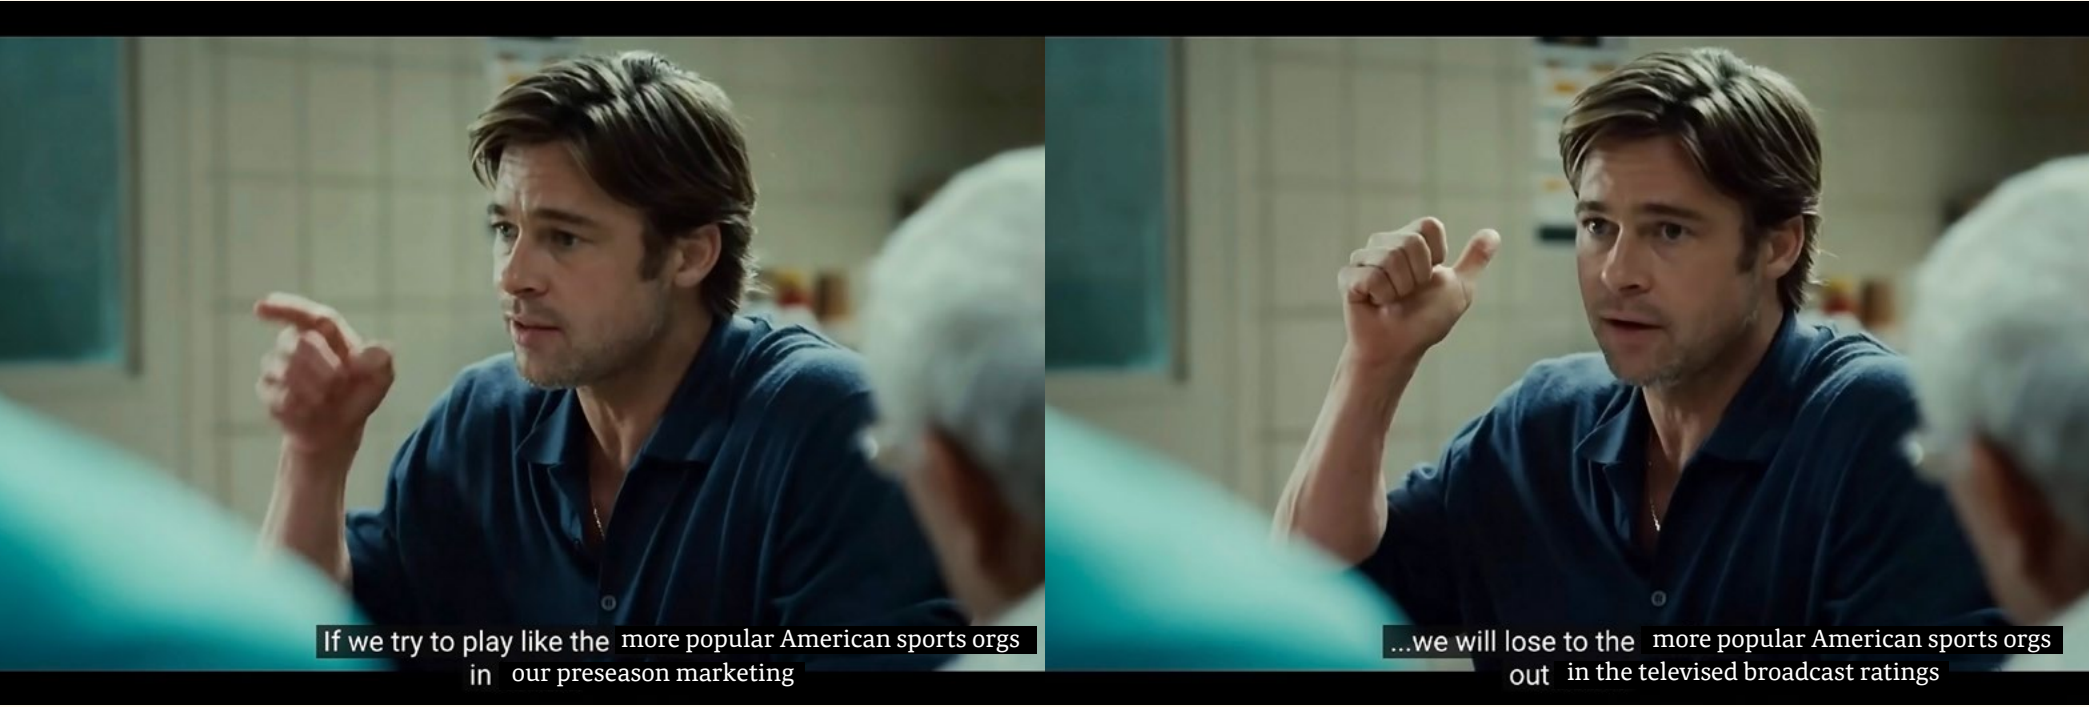 If we try to play like the more popular American sports orgs
in our preseason marketing
...we will lose to the more popular American sports orgs
out in the televised broadcast ratings